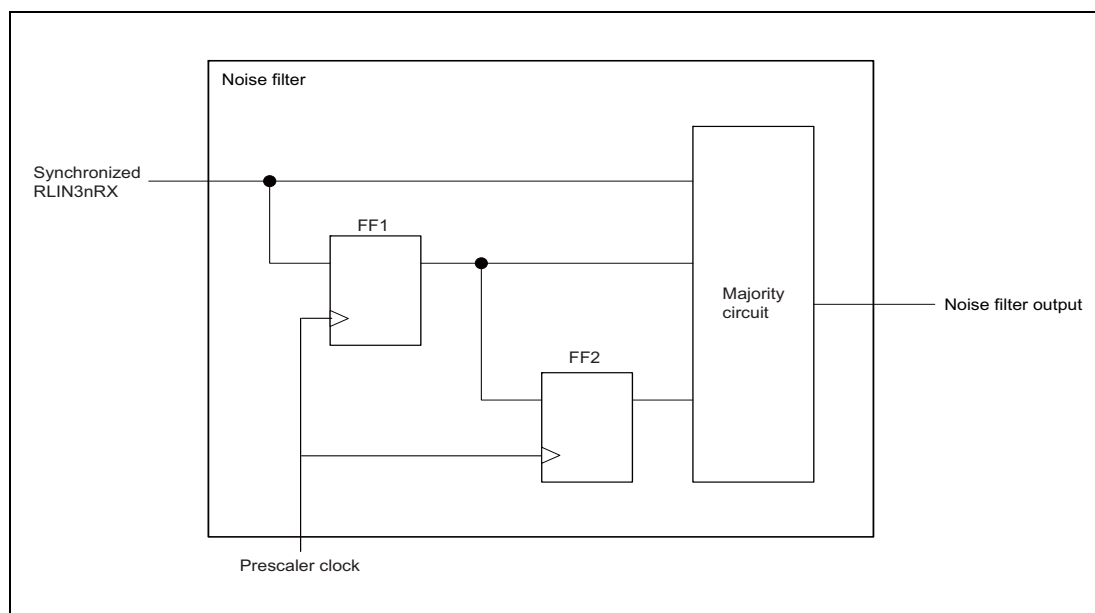 Noise filter
Synchronized
RLIN3nRX
FF1
Majority
circuit
Noise filter output
FF2
Prescaler clock